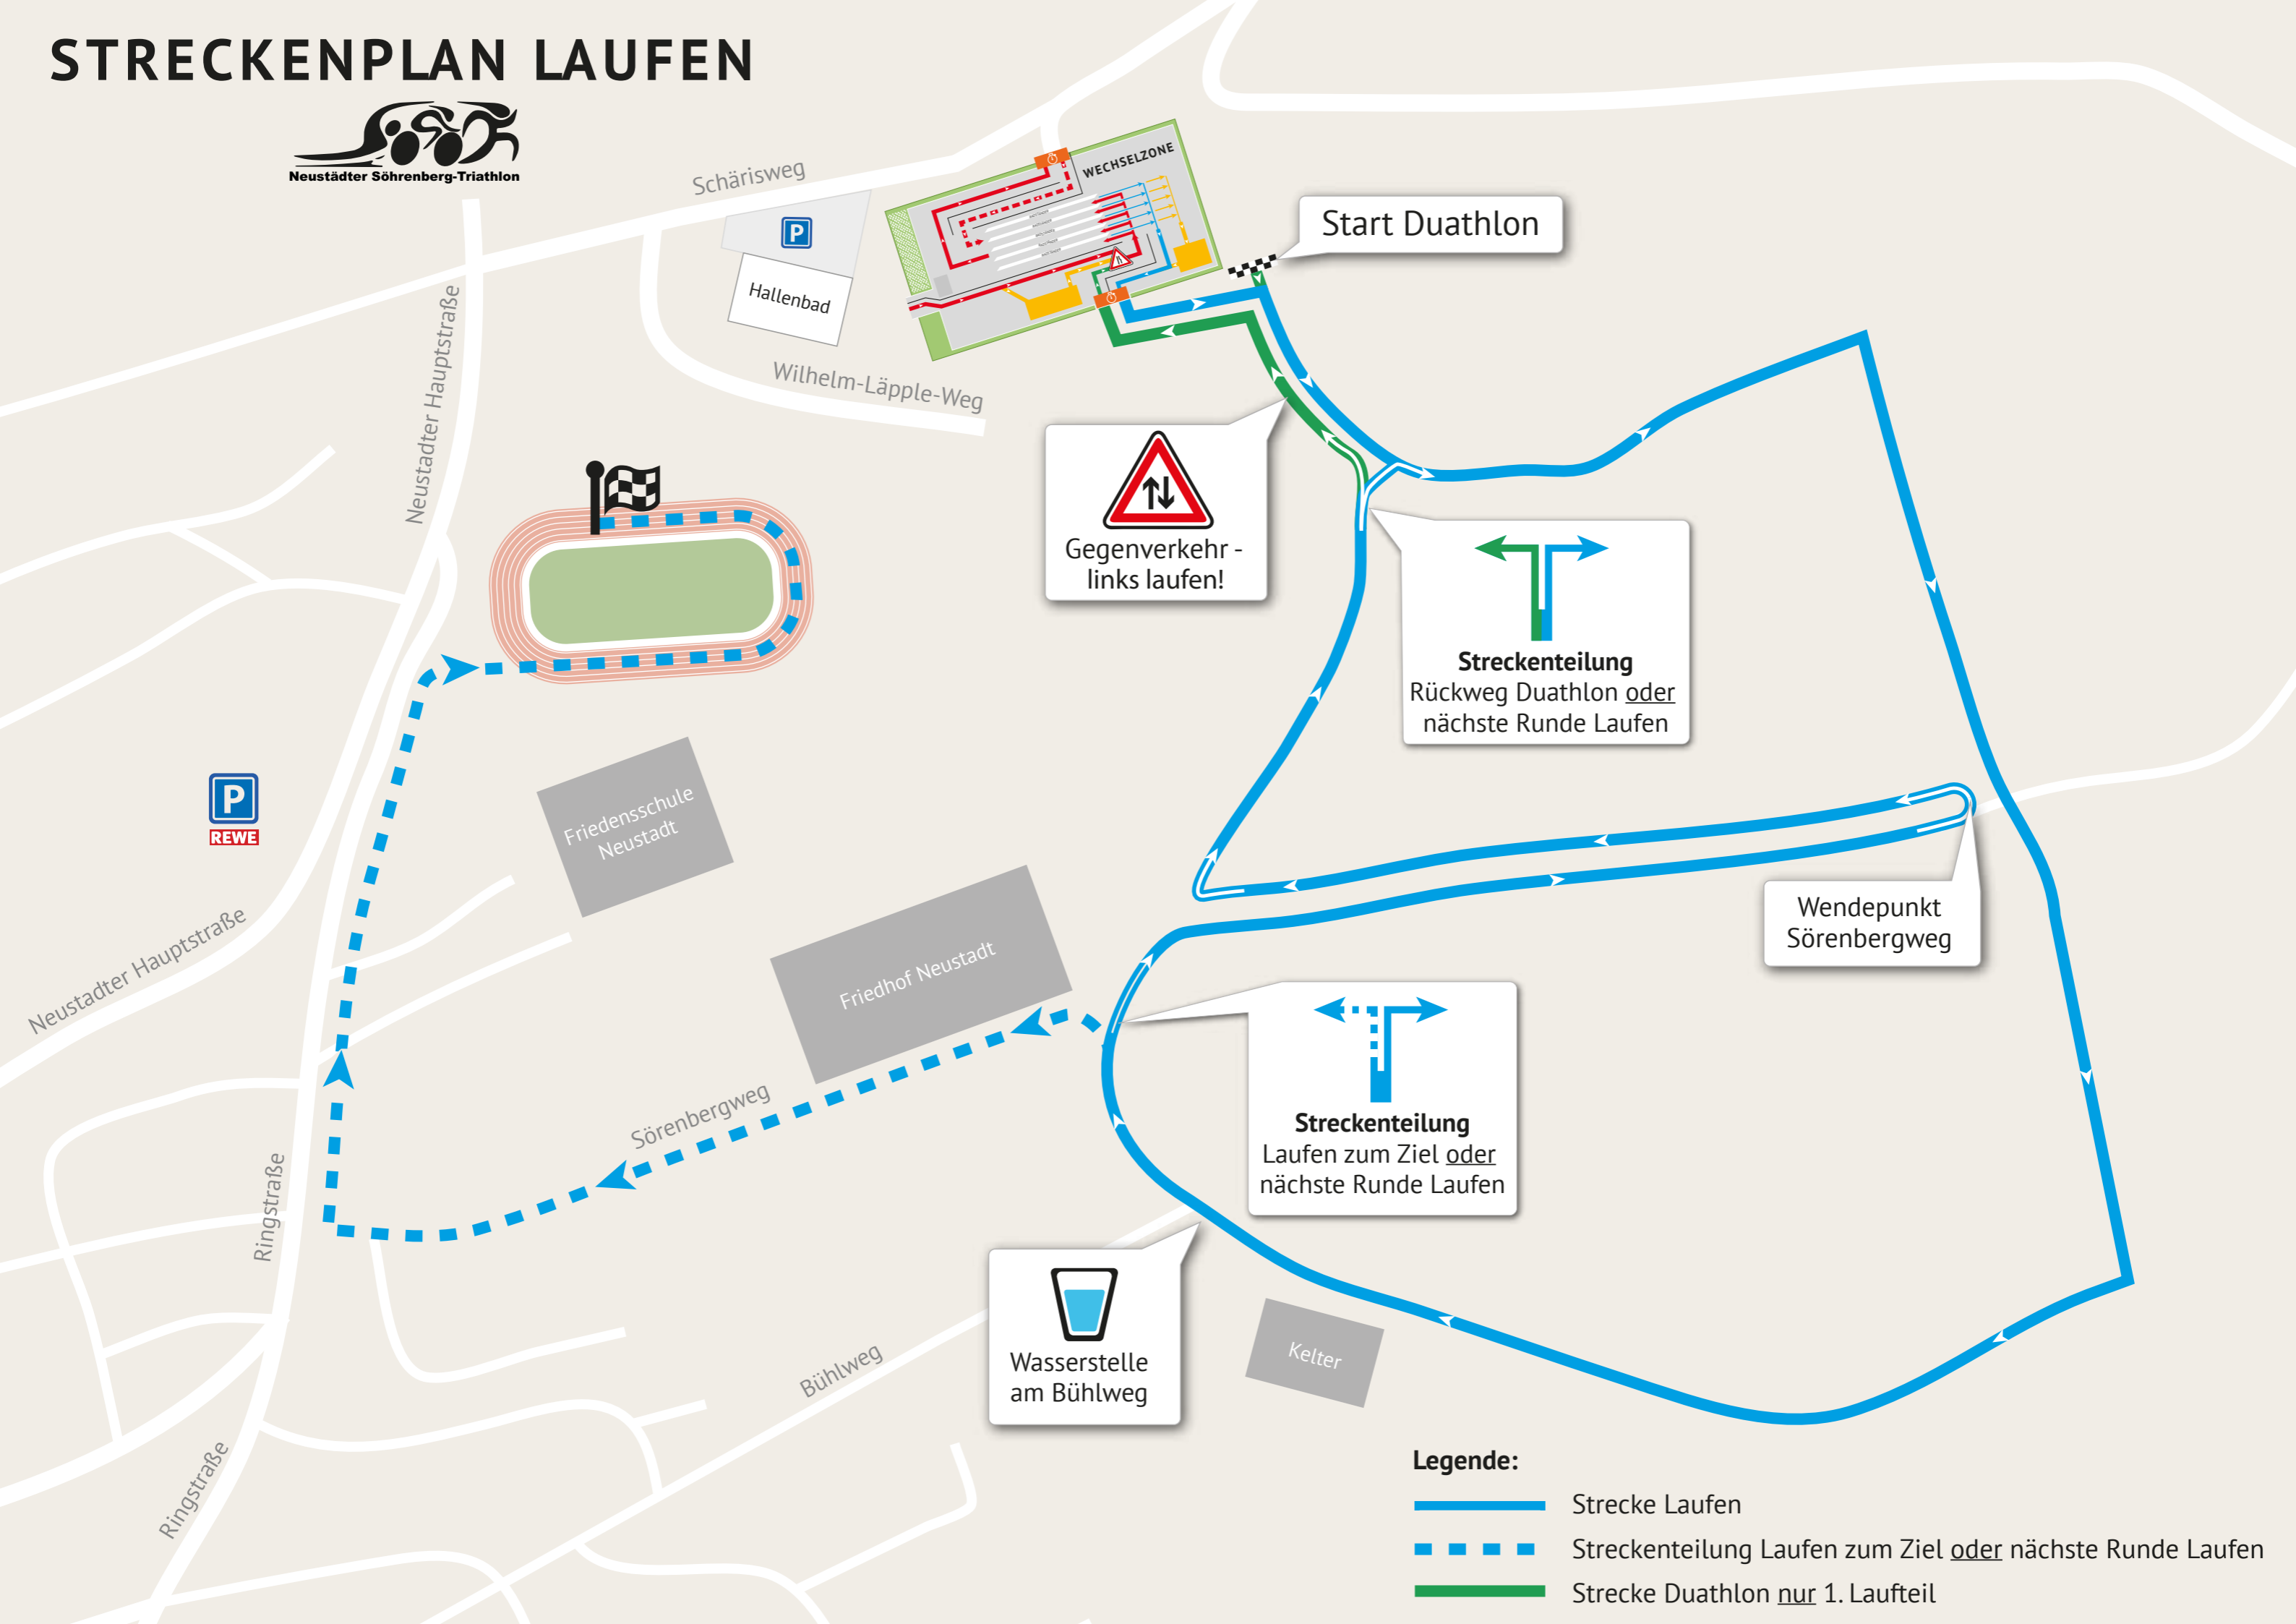 STRECKENPLAN LAUFEN
Neustädter Söhrenberg-Triathlon
Schärisweg
WECHSELZONE
P
Hallenbad
Start Duathlon
Neustadter Hauptstraße
Wilhelm-Läpple-Weg
Gegenverkehr -
links laufen!
Streckenteilung
Rückweg Duathlon oder
nächste Runde Laufen
P
REWE
Friedensschule
Neustadt
Neustadter Hauptstraße
Friedhof Neustadt
Wendepunkt
Sörenbergweg
Sörenbergweg
Streckenteilung
Laufen zum Ziel oder
nächste Runde Laufen
Ringstraße
Wasserstelle
am Bühlweg
Kelter
Bühlweg
Ringstraße
Legende:
Strecke Laufen
Streckenteilung Laufen zum Ziel oder nächste Runde Laufen
Strecke Duathlon nur 1. Laufteil